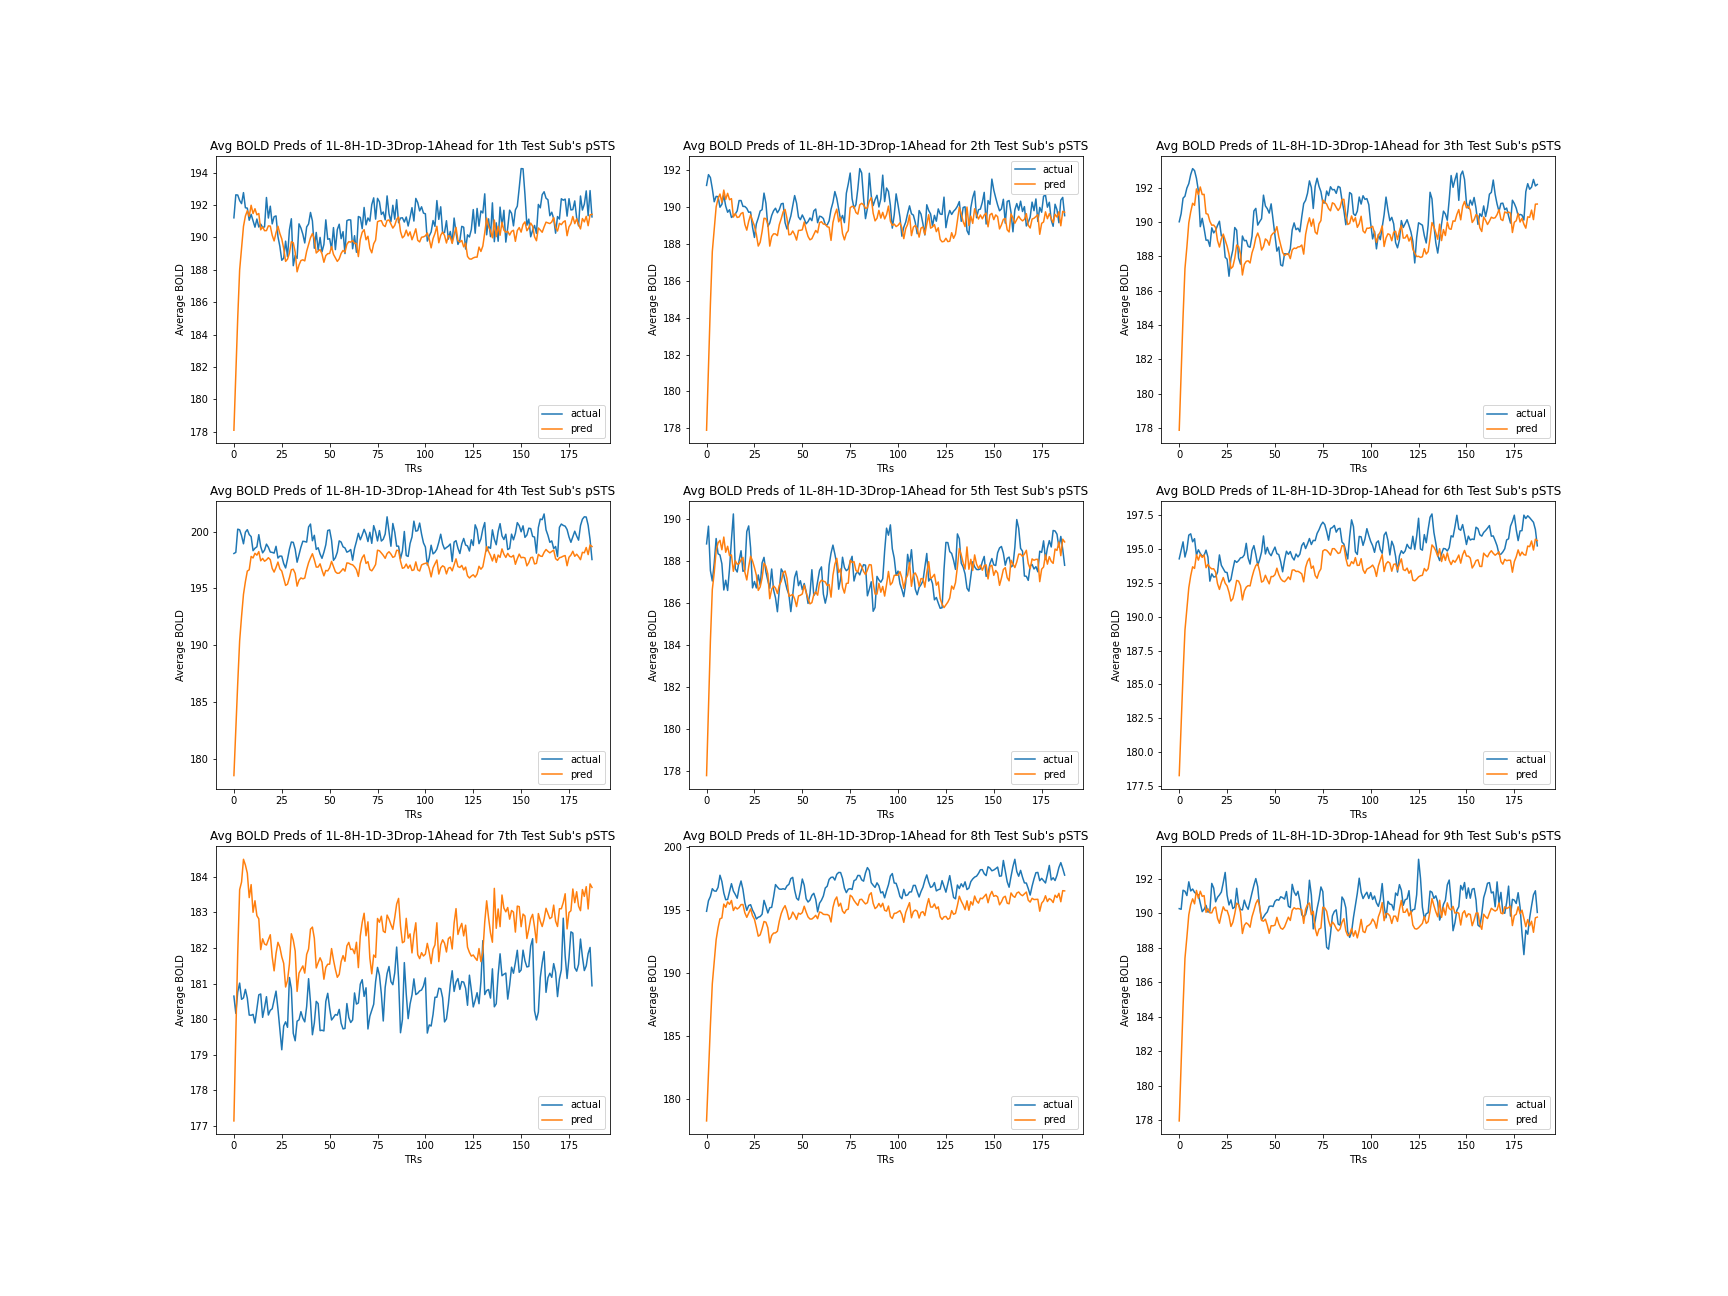 Avg BOLD Preds of 1L-8H-1D-3Drop-1Ahead for 1th Test Sub's pSTS
Average BOLD
194
192
190
188
186
184
182
180
178
0 25 50 75 100 125 150 175
TRs
actual
pred
Avg BOLD Preds of 1L-8H-1D-3Drop-1Ahead for 2th Test Sub's pSTS
Average BOLD
192
190
188
186
184
182
180
178
0 25 50 75 100 125 150 175
TRs
actual
pred
Avg BOLD Preds of 1L-8H-1D-3Drop-1Ahead for 3th Test Sub's pSTS
Average BOLD
192
190
188
186
184
182
180
178
0 25 50 75 100 125 150 175
TRs
actual
pred
Avg BOLD Preds of 1L-8H-1D-3Drop-1Ahead for 4th Test Sub's pSTS
Average BOLD
200
195
190
185
180
0 25 50 75 100 125 150 175
TRs
actual
pred
Avg BOLD Preds of 1L-8H-1D-3Drop-1Ahead for 5th Test Sub's pSTS
Average BOLD
190
188
186
184
182
180
178
0 25 50 75 100 125 150 175
TRs
actual
pred
Avg BOLD Preds of 1L-8H-1D-3Drop-1Ahead for 6th Test Sub's pSTS
Average BOLD
197.5
195.0
192.5
190.0
187.5
185.0
182.5
180.0
177.5
0 25 50 75 100 125 150 175
TRs
actual
pred
Avg BOLD Preds of 1L-8H-1D-3Drop-1Ahead for 7th Test Sub's pSTS
Average BOLD
184
183
182
181
180
179
178
177
0 25 50 75 100 125 150 175
TRs
actual
pred
Avg BOLD Preds of 1L-8H-1D-3Drop-1Ahead for 8th Test Sub's pSTS
Average BOLD
200
195
190
185
180
0 25 50 75 100 125 150 175
TRs
actual
pred
Avg BOLD Preds of 1L-8H-1D-3Drop-1Ahead for 9th Test Sub's pSTS
Average BOLD
192
190
188
186
184
182
180
178
0 25 50 75 100 125 150 175
TRs
actual
pred